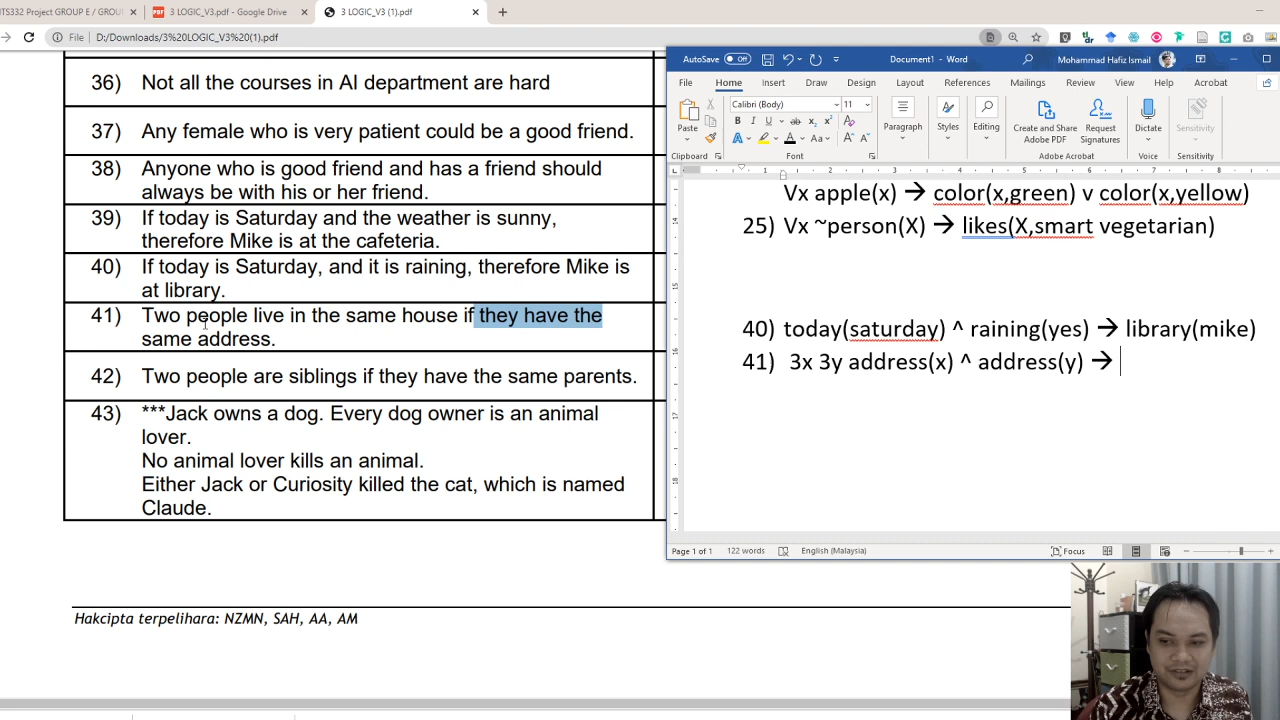 ITS332 Project GROUP E / GROU
3 LOGIC_V3.pdf - Google Drive
3 LOGIC_V3 (1).pdf
File
D:/Downloads/3%20LOGIC_V3%20(1).pdf
36) Not all the courses in AI department are hard
37) Any female who is very patient could be a good friend.
38) Anyone who is good friend and has a friend should
always be with his or her friend.
39) If today is Saturday and the weather is sunny,
therefore Mike is at the cafeteria.
40) If today is Saturday, and it is raining, therefore Mike is
at library.
41) Two people live in the same house if they have the
same address.
42) Two people are siblings if they have the same parents.
43) ***Jack owns a dog. Every dog owner is an animal
lover.
No animal lover kills an animal.
Either Jack or Curiosity killed the cat, which is named
Claude.
Hakcipta terpelihara: NZMN, SAH, AA, AM
AutoSave Off
Document1 - Word
Mohammad Hafiz Ismail
File Home Insert Draw Design Layout References Mailings Review View Help Acrobat
Calibri (Body) 11
Paste
Clipboard
Font
Paragraph
Styles
Editing
Create and Share
Adobe PDF
Request
Signatures
Adobe Acrobat
Dictate
Voice
Sensitivity
Sensitivity
Vx apple(x) → color(x,green) v color(x,yellow)
25) Vx ~person(X) → likes(X,smart vegetarian)
40) today(saturday) ^ raining(yes) → library(mike)
41) 3x 3y address(x) ^ address(y) →
Page 1 of 1 122 words English (Malaysia) Focus